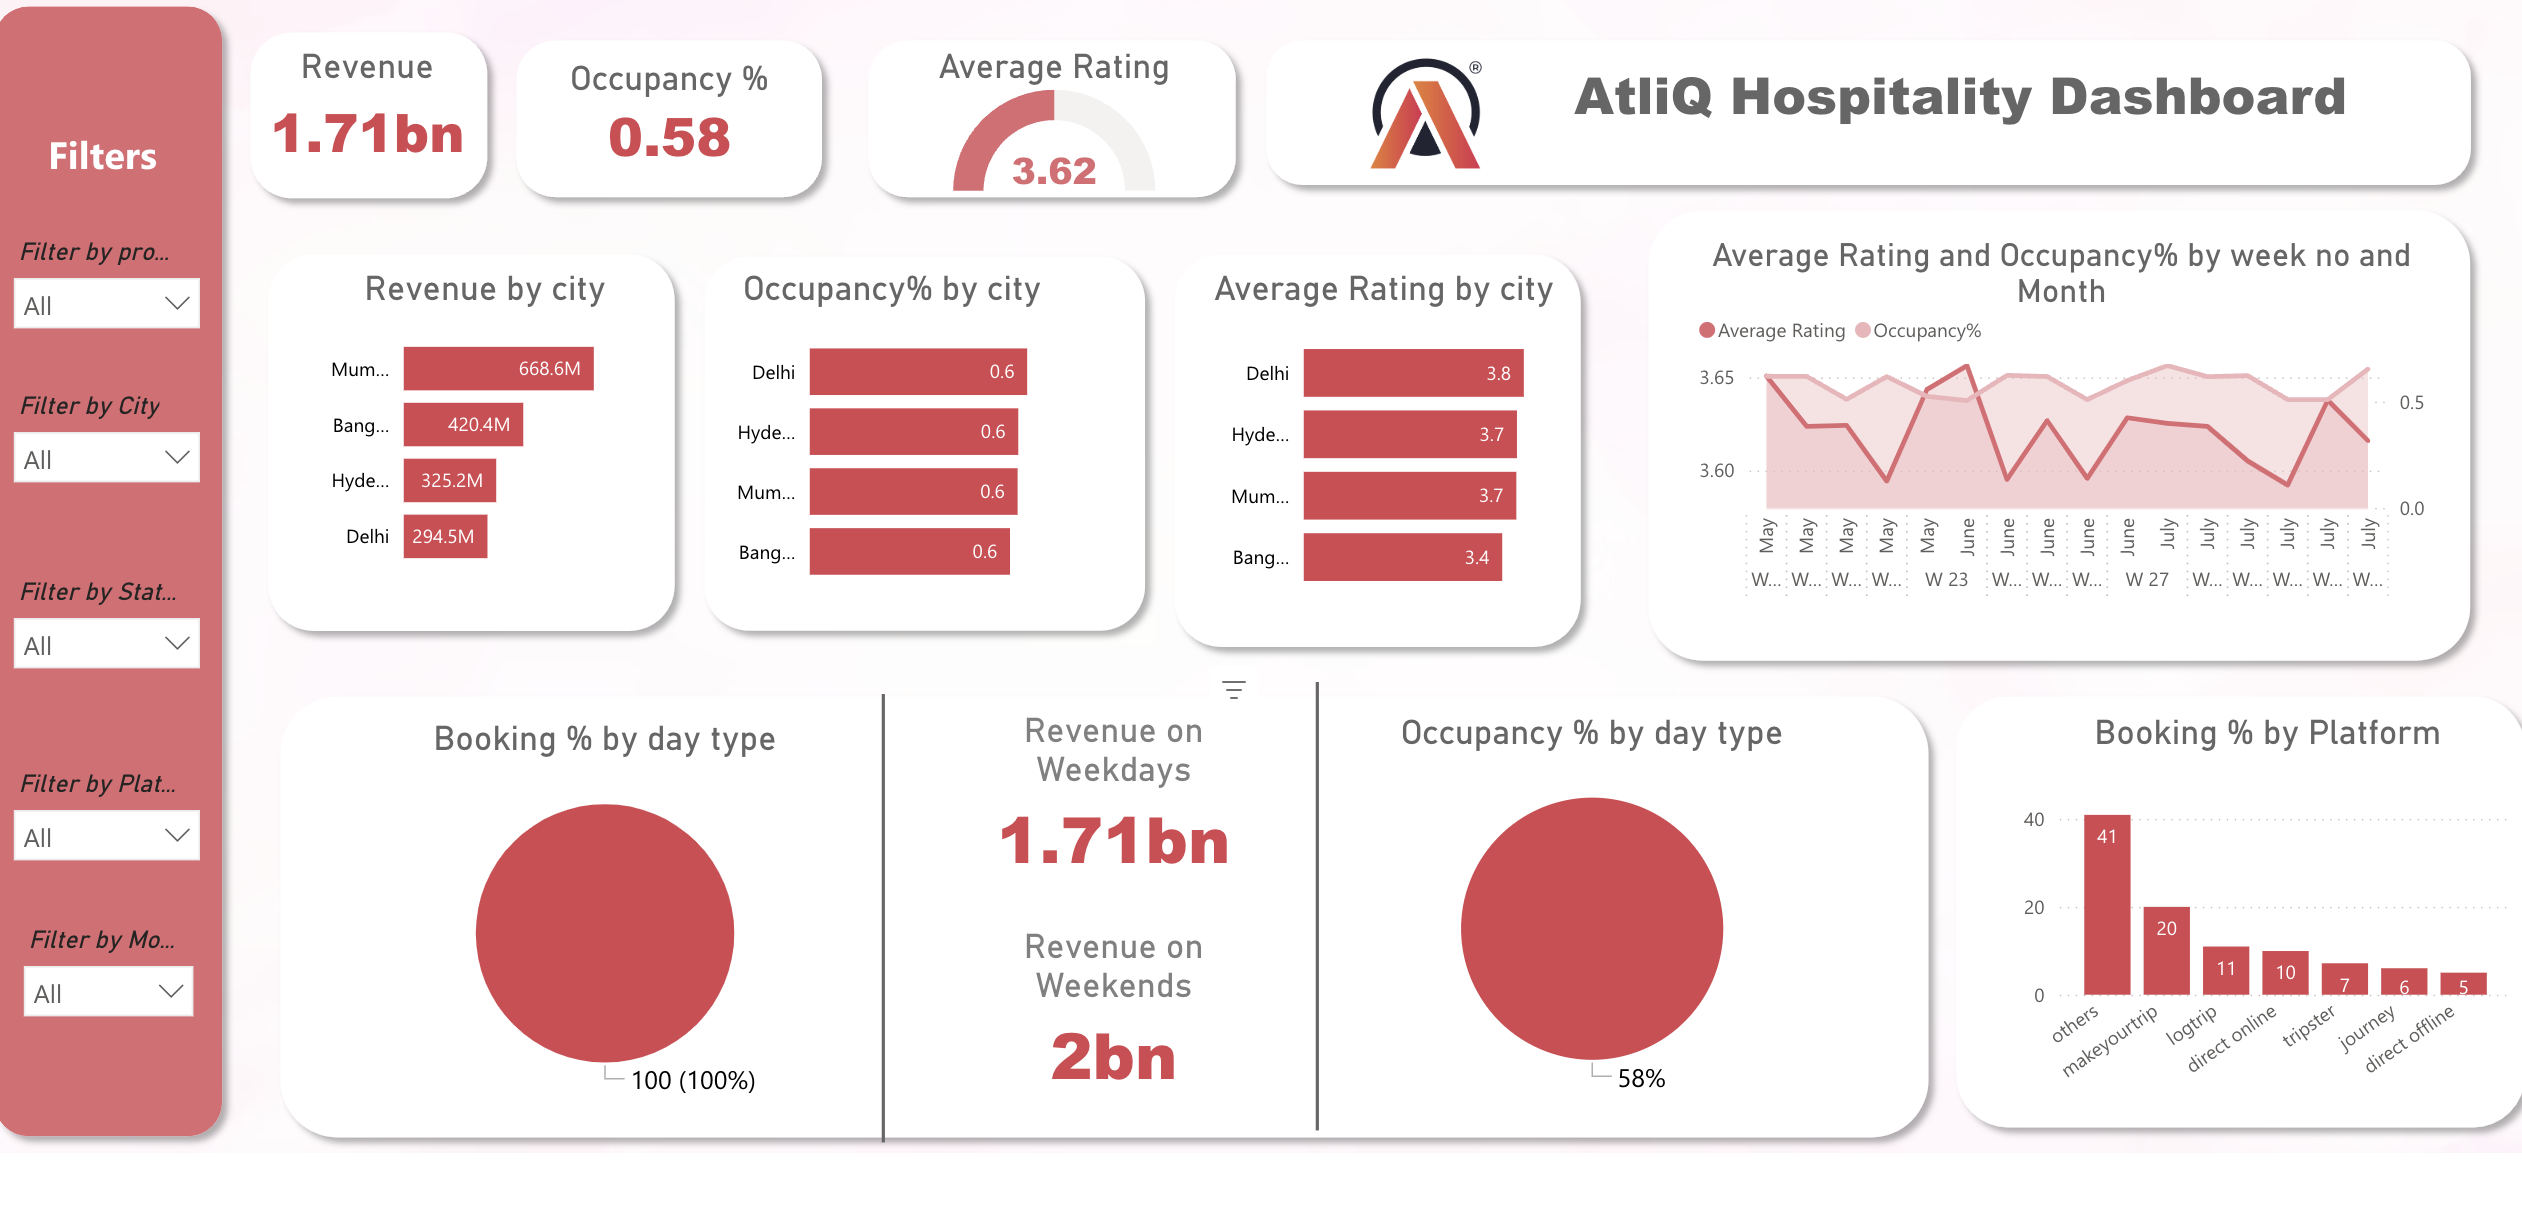 Filters
Filter by pro...
All
Filter by City
All
Filter by Stat...
All
Filter by Plat...
All
Filter by Mo...
All
Revenue
1.71bn
Occupancy %
0.58
Average Rating
3.62
®
AtliQ Hospitality Dashboard
Revenue by city
Mum... 668.6M
Bang... 420.4M
Hyde... 325.2M
Delhi 294.5M
Occupancy% by city
Delhi 0.6
Hyde... 0.6
Mum... 0.6
Bang... 0.6
Average Rating by city
Delhi 3.8
Hyde... 3.7
Mum... 3.7
Bang... 3.4
Average Rating and Occupancy% by week no and
Month
Average Rating Occupancy%
3.65
0.5
3.60
0.0
May May May May May June June June June June July July July July July July
W... W... W... W... W 23 W... W... W... W 27 W... W... W... W... W...
Booking % by day type
100 (100%)
Revenue on
Weekdays
1.71bn
Revenue on
Weekends
2bn
Occupancy % by day type
58%
Booking % by Platform
40
20
0
41 20 11 10 7 6 5
others makeyourtrip logtrip direct online tripster journey direct offline